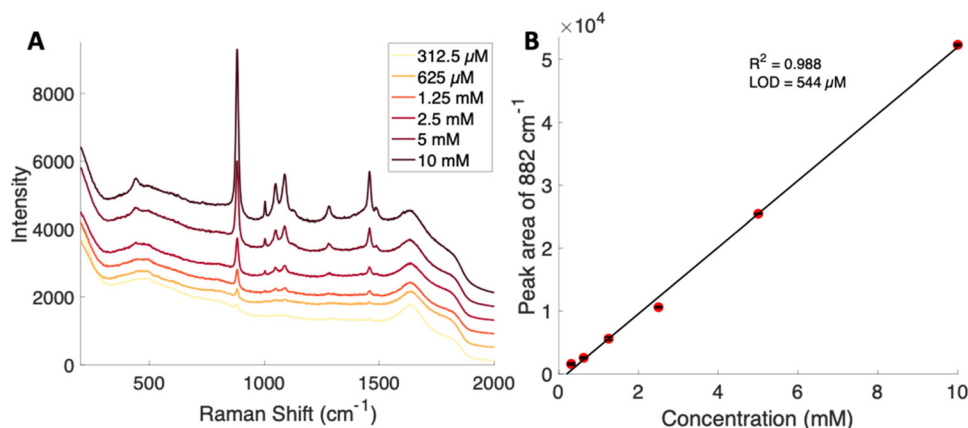 A
Intensity
8000
6000
4000
2000
0
500
1000
1500
2000
Raman Shift (cm⁻¹)
312.5 µM
625 µM
1.25 mM
2.5 mM
5 mM
10 mM
B
×10⁴
Peak area of 882 cm⁻¹
5
4
3
2
1
0
0
2
4
6
8
10
Concentration (mM)
R² = 0.988
LOD = 544 µM